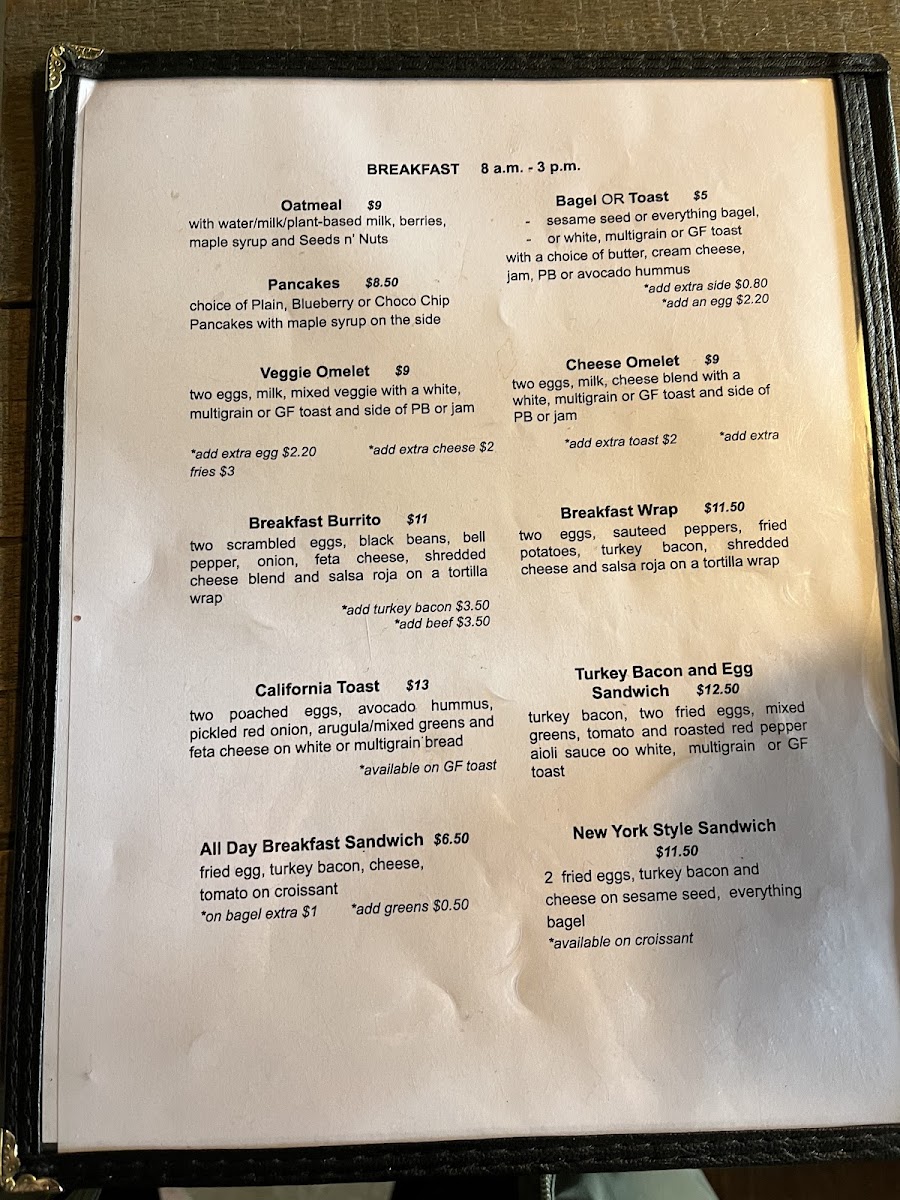 BREAKFAST 8 a.m. - 3 p.m.
Oatmeal $9
with water/milk/plant-based milk, berries,
maple syrup and Seeds n' Nuts
Bagel OR Toast $5
- sesame seed or everything bagel,
- or white, multigrain or GF toast
with a choice of butter, cream cheese,
jam, PB or avocado hummus
*add extra side $0.80
*add an egg $2.20
Pancakes $8.50
choice of Plain, Blueberry or Choco Chip
Pancakes with maple syrup on the side
Veggie Omelet $9
two eggs, milk, mixed veggie with a white,
multigrain or GF toast and side of PB or jam
Cheese Omelet $9
two eggs, milk, cheese blend with a
white, multigrain or GF toast and side of
PB or jam
*add extra egg $2.20 *add extra cheese $2 *add extra toast $2 *add extra
fries $3
Breakfast Burrito $11
two scrambled eggs, black beans, bell
pepper, onion, feta cheese, shredded
cheese blend and salsa roja on a tortilla
wrap
*add turkey bacon $3.50
*add beef $3.50
Breakfast Wrap $11.50
two eggs, sauteed peppers, fried
potatoes, turkey bacon, shredded
cheese and salsa roja on a tortilla wrap
California Toast $13
two poached eggs, avocado hummus,
pickled red onion, arugula/mixed greens and
feta cheese on white or multigrain bread
*available on GF toast
Turkey Bacon and Egg
Sandwich $12.50
turkey bacon, two fried eggs, mixed
greens, tomato and roasted red pepper
aioli sauce oo white, multigrain or GF
toast
All Day Breakfast Sandwich $6.50
fried egg, turkey bacon, cheese,
tomato on croissant
*on bagel extra $1 *add greens $0.50
New York Style Sandwich
$11.50
2 fried eggs, turkey bacon and
cheese on sesame seed, everything
bagel
*available on croissant